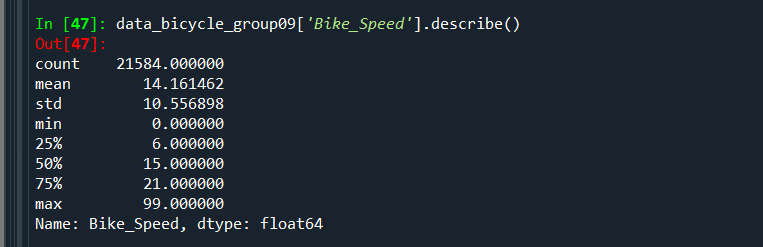 In [47]: data_bicycle_group09['Bike_Speed'].describe()
Out[47]:
count    21584.000000
mean        14.161462
std         10.556898
min          0.000000
25%          6.000000
50%         15.000000
75%         21.000000
max         99.000000
Name: Bike_Speed, dtype: float64